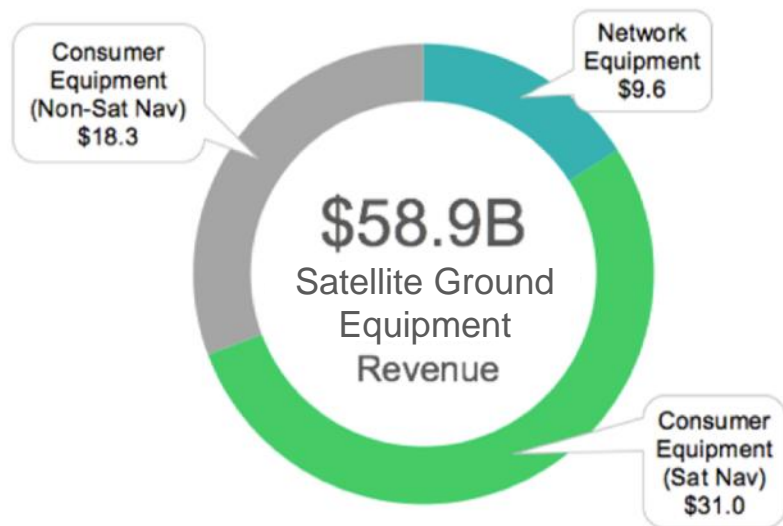 Consumer
Equipment
(Non-Sat Nav)
$18.3
Network
Equipment
$9.6
$58.9B
Satellite Ground
Equipment
Revenue
Consumer
Equipment
(Sat Nav)
$31.0